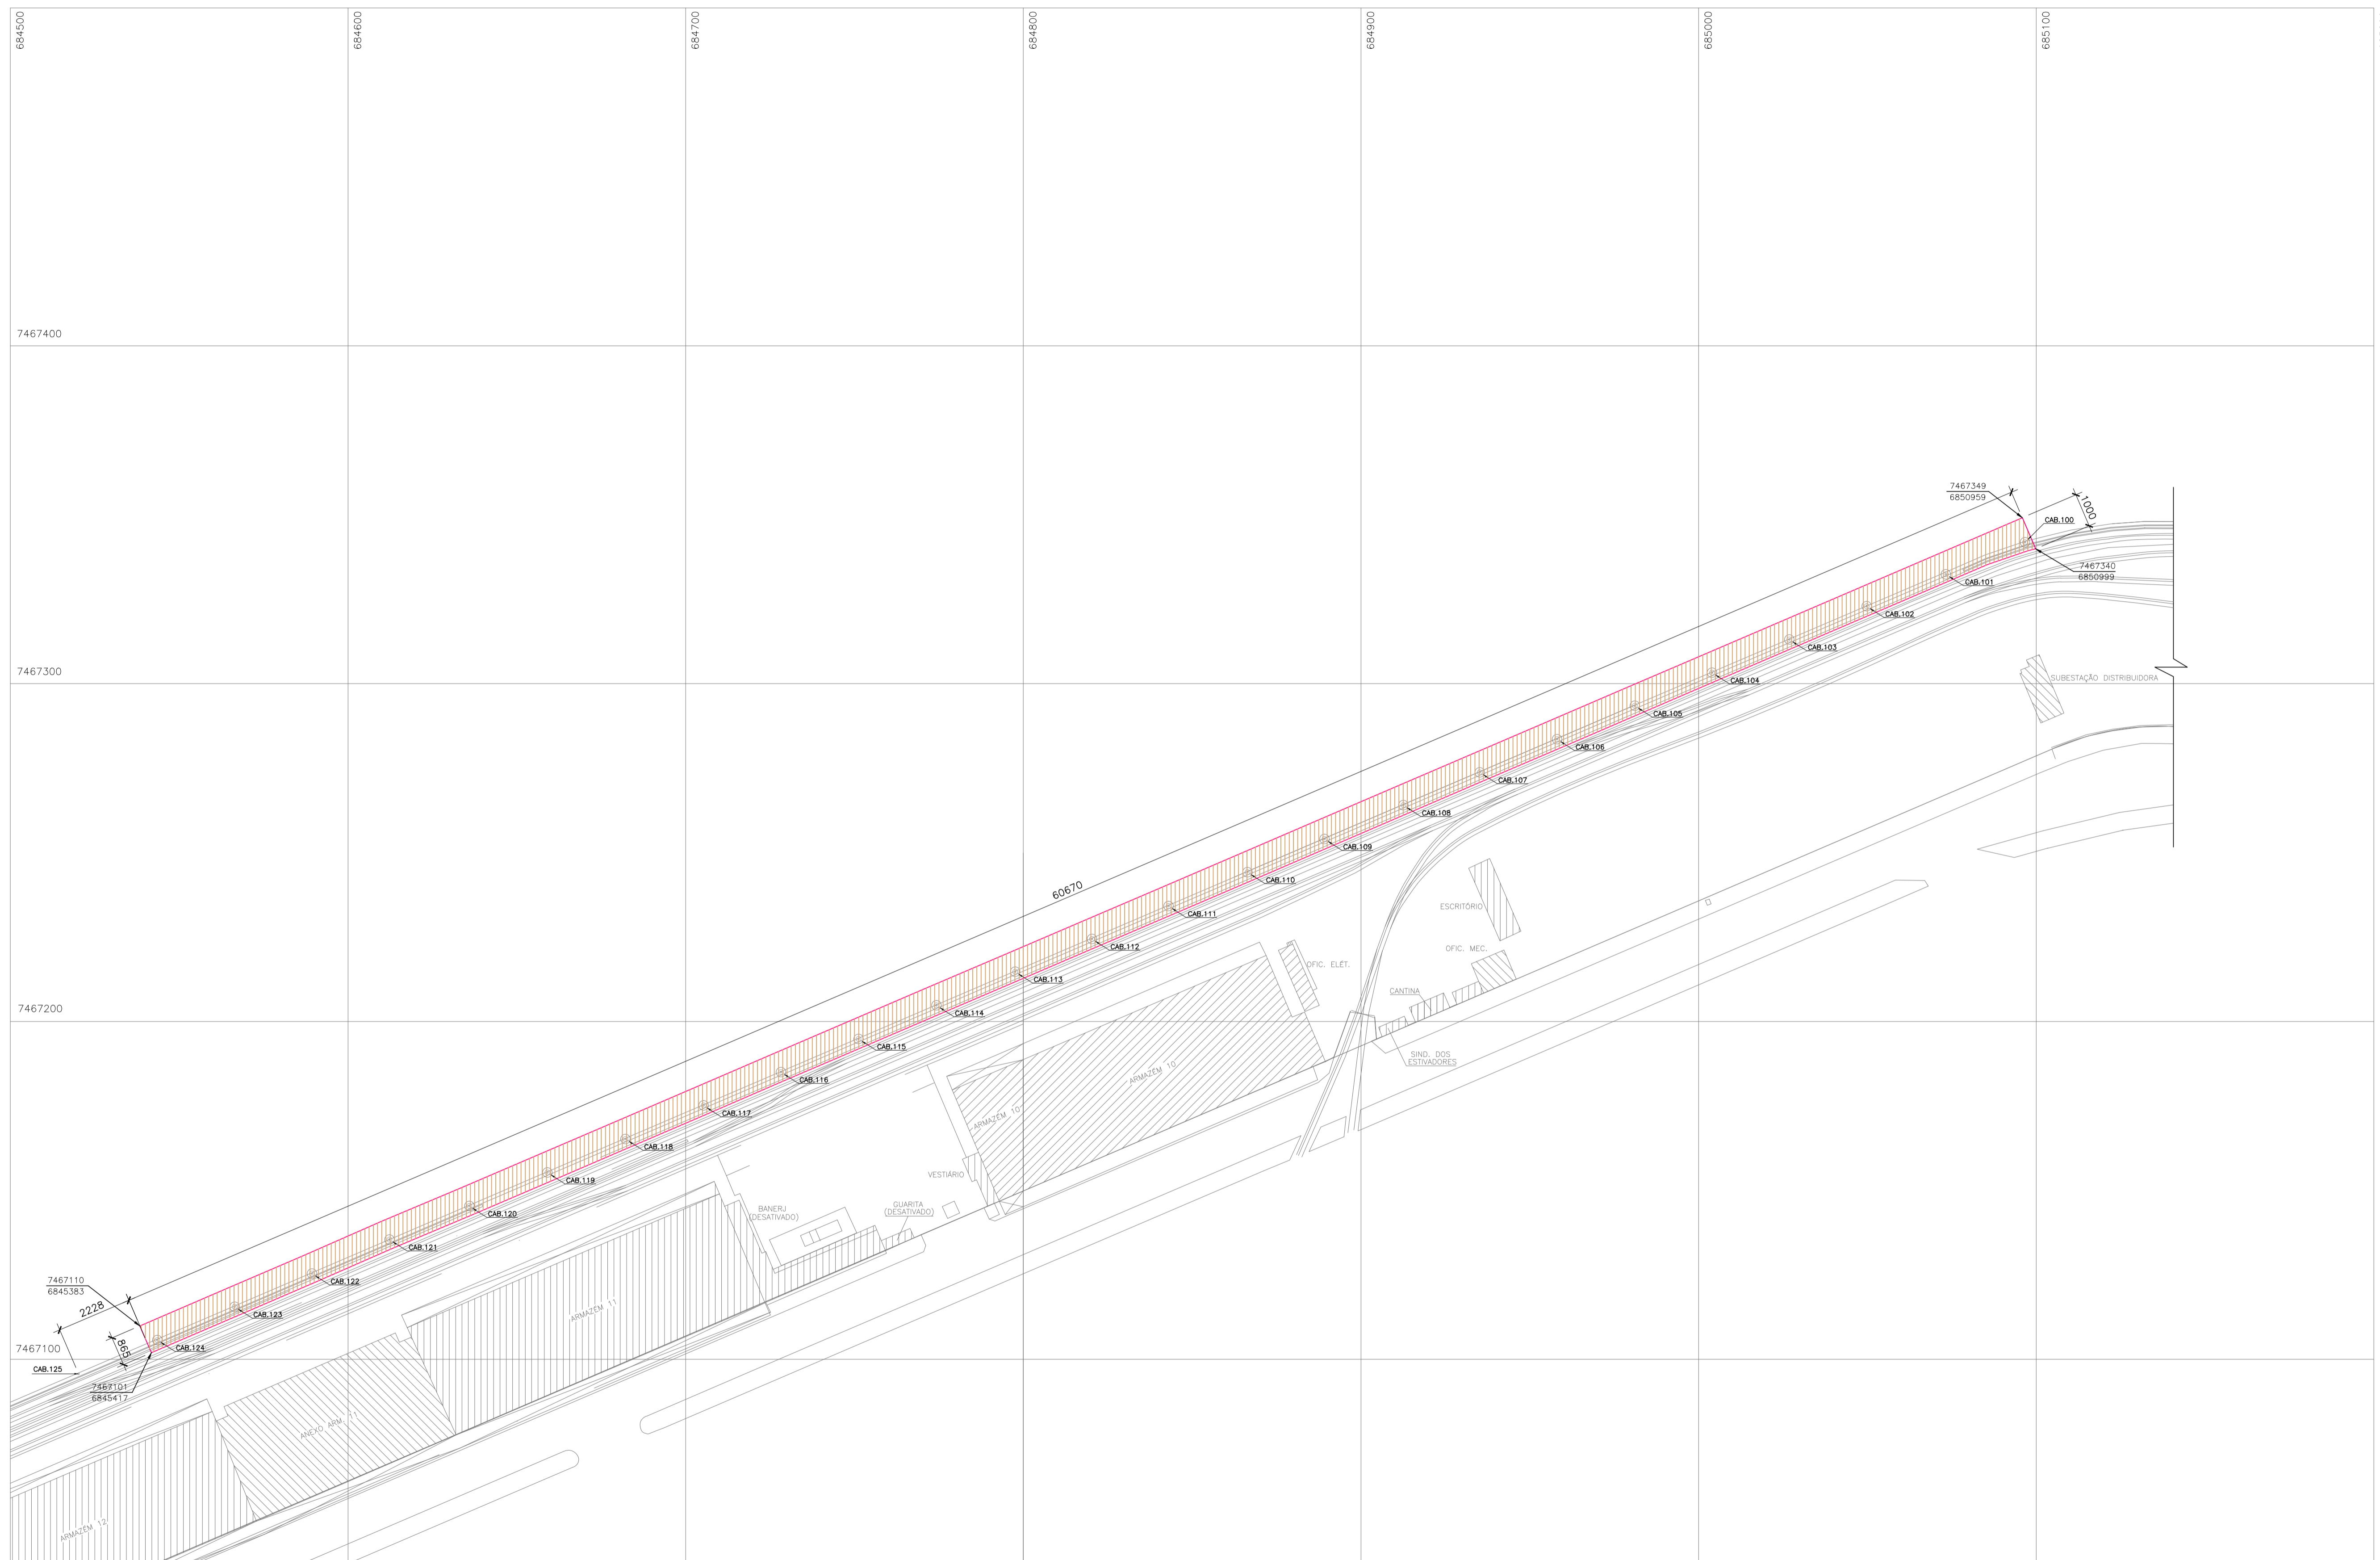 684500
684600
684700
684800
684900
685000
685100
7467400
7467349
6850959
1000
CAB.100
7467340
6850999
CAB.101
CAB.102
CAB.103
7467300
CAB.104
SUBESTAÇÃO DISTRIBUIDORA
CAB.105
CAB.106
CAB.107
CAB.108
CAB.109
60670
CAB.110
ESCRITÓRIO
CAB.111
CAB.112
OFIC. MEC.
OFIC. ELÉT.
CAB.113
CANTINA
7467200
CAB.114
CAB.115
SIND. DOS
ESTIVADORES
CAB.116
ARMAZÉM 10
CAB.117
ARMAZÉM 10
CAB.118
VESTIÁRIO
CAB.119
GUARITA
(DESATIVADO)
BANERJ
(DESATIVADO)
CAB.120
CAB.121
CAB.122
7467110
6845383
2228
CAB.123
ARMAZÉM 11
865
CAB.124
7467100
CAB.125
7467101
6845417
ANEXO ARM. 11
ARMAZÉM 12